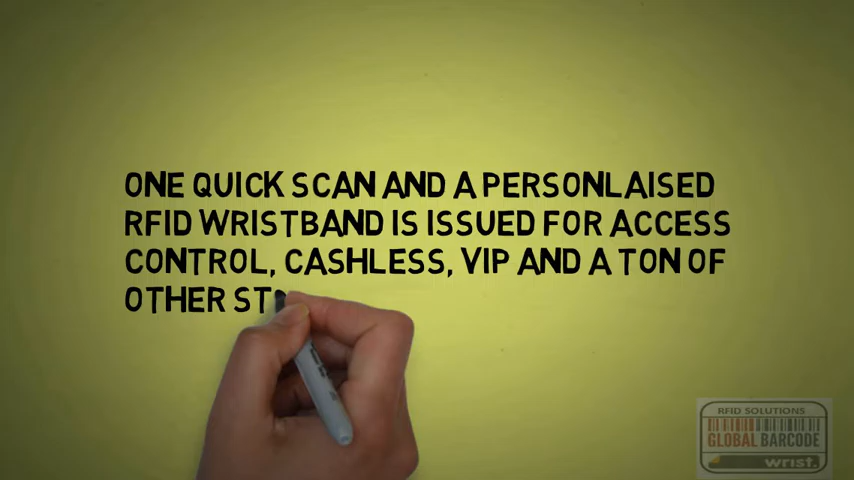 ONE QUICK SCAN AND A PERSONLAISED
RFID WRISTBAND IS ISSUED FOR ACCESS
CONTROL, CASHLESS, VIP AND A TON OF
OTHER ST
RFID SOLUTIONS
GLOBAL BARCODE
wrist.